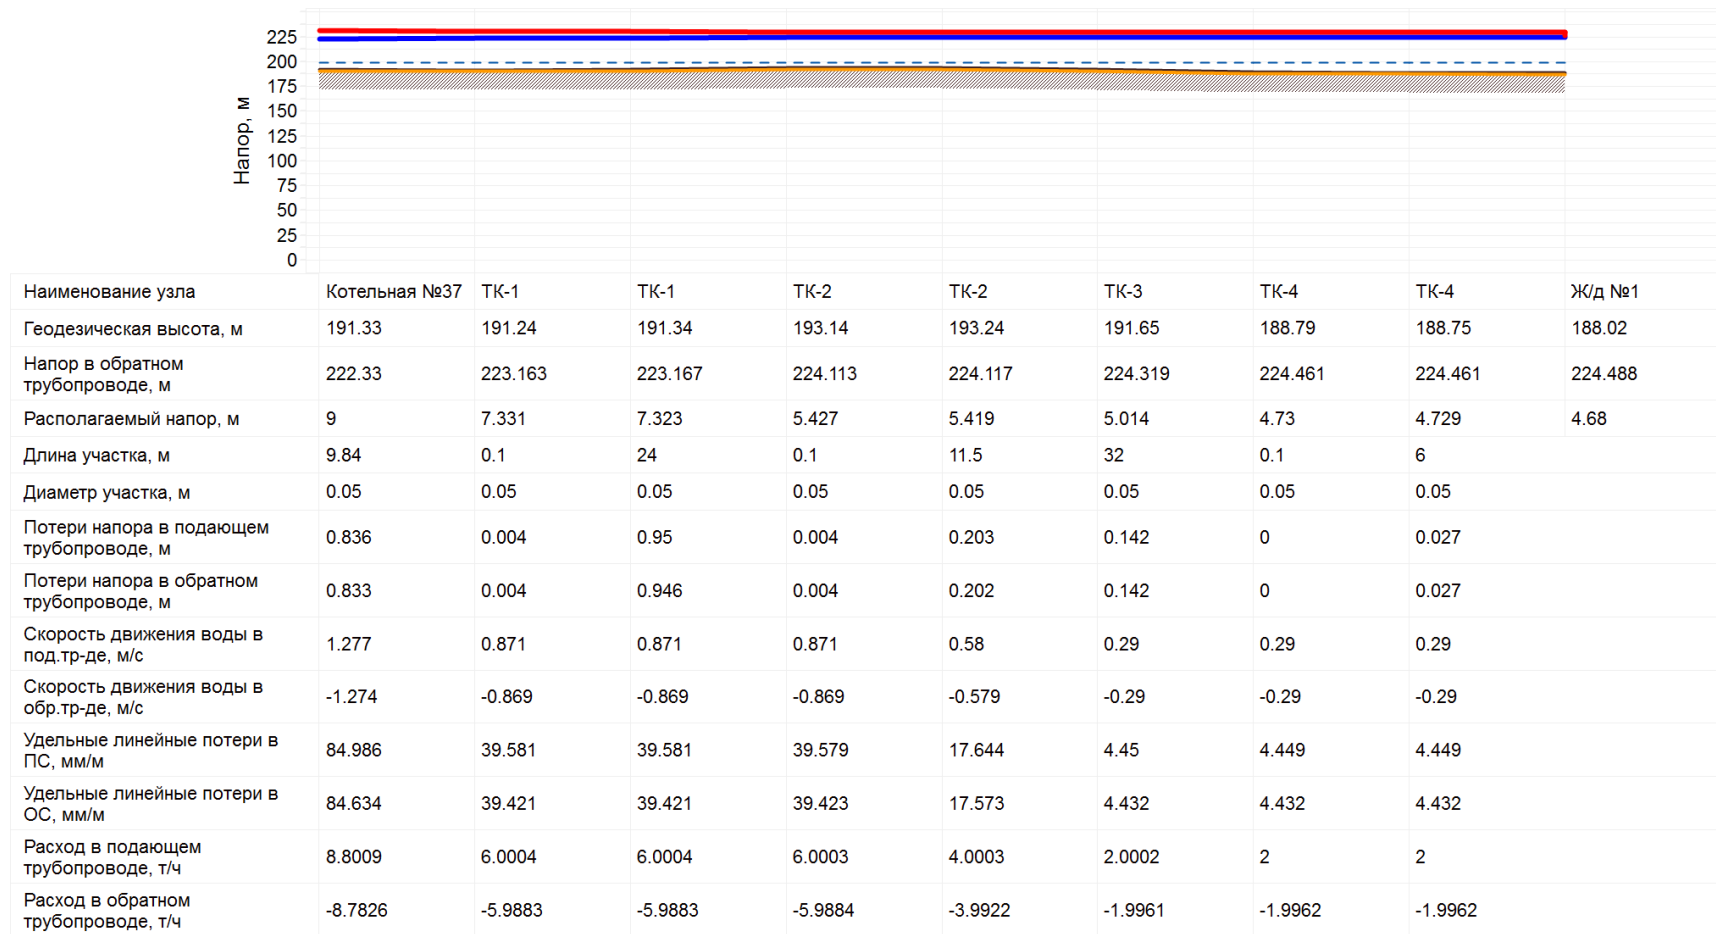 225
200
175
150
125
100
75
50
25
0
Напор, м
Наименование узла Котельная №37 ТК-1 ТК-1 ТК-2 ТК-2 ТК-3 ТК-4 ТК-4 Ж/д №1
Геодезическая высота, м 191.33 191.24 191.34 193.14 193.24 191.65 188.79 188.75 188.02
Напор в обратном
трубопроводе, м 222.33 223.163 223.167 224.113 224.117 224.319 224.461 224.461 224.488
Располагаемый напор, м 9 7.331 7.323 5.427 5.419 5.014 4.73 4.729 4.68
Длина участка, м 9.84 0.1 24 0.1 11.5 32 0.1 6
Диаметр участка, м 0.05 0.05 0.05 0.05 0.05 0.05 0.05 0.05
Потери напора в подающем
трубопроводе, м 0.836 0.004 0.95 0.004 0.203 0.142 0 0.027
Потери напора в обратном
трубопроводе, м 0.833 0.004 0.946 0.004 0.202 0.142 0 0.027
Скорость движения воды в
под.тр-де, м/с 1.277 0.871 0.871 0.871 0.58 0.29 0.29 0.29
Скорость движения воды в
обр.тр-де, м/с -1.274 -0.869 -0.869 -0.869 -0.579 -0.29 -0.29 -0.29
Удельные линейные потери в
ПС, мм/м 84.986 39.581 39.581 39.579 17.644 4.45 4.449 4.449
Удельные линейные потери в
ОС, мм/м 84.634 39.421 39.421 39.423 17.573 4.432 4.432 4.432
Расход в подающем
трубопроводе, т/ч 8.8009 6.0004 6.0004 6.0003 4.0003 2.0002 2 2
Расход в обратном
трубопроводе, т/ч -8.7826 -5.9883 -5.9883 -5.9884 -3.9922 -1.9961 -1.9962 -1.9962